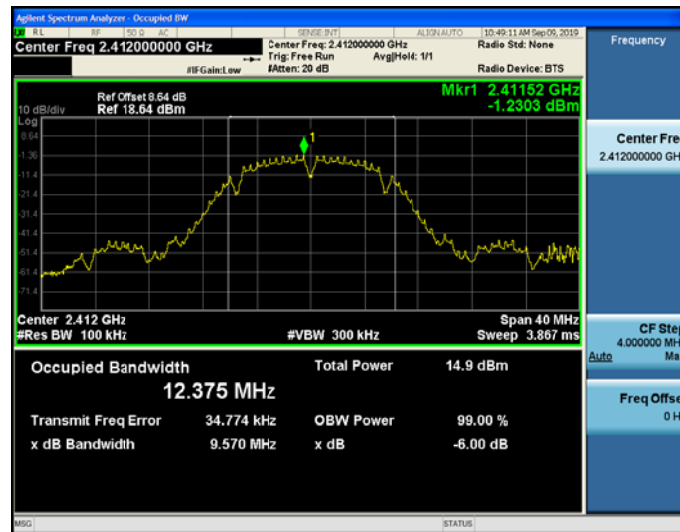 Agilent Spectrum Analyzer - Occupied BW
RL RF 50 Ω AC SENSE:INT ALIGN AUTO 10:49:11 AM Sep 09, 2019
Center Freq 2.412000000 GHz
Center Freq: 2.412000000 GHz
Radio Std: None
Trig: Free Run Avg|Hold: 1/1
#IFGain:Low
#Atten: 20 dB
Radio Device: BTS
Frequency
Ref Offset 8.64 dB
Mkr1 2.41152 GHz
10 dB/div
Ref 18.64 dBm
-1.2303 dBm
Log
8.64
1
-1.36
-11.4
-21.4
-31.4
-41.4
-51.4
-61.4
-71.4
Center 2.412 GHz
Span 40 MHz
#Res BW 100 kHz
#VBW 300 kHz
Sweep 3.867 ms
Occupied Bandwidth
12.375 MHz
Total Power 14.9 dBm
Transmit Freq Error 34.774 kHz
OBW Power 99.00 %
x dB Bandwidth 9.570 MHz
x dB -6.00 dB
Center Fre
2.412000000 GH
CF Step
4.000000 MH
Auto Ma
Freq Offse
0 H
MSG
STATUS